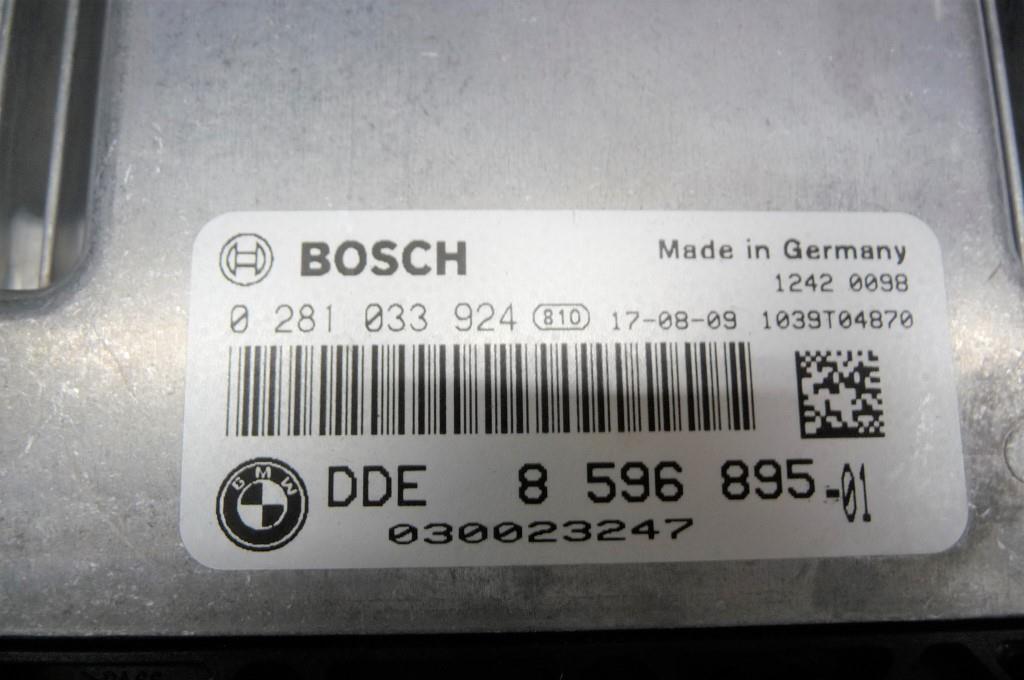 BOSCH
Made in Germany
1242 0098
0 281 033 924 810 17-08-09 1039T04870
BMW
DDE 8 596 895-01
030023247